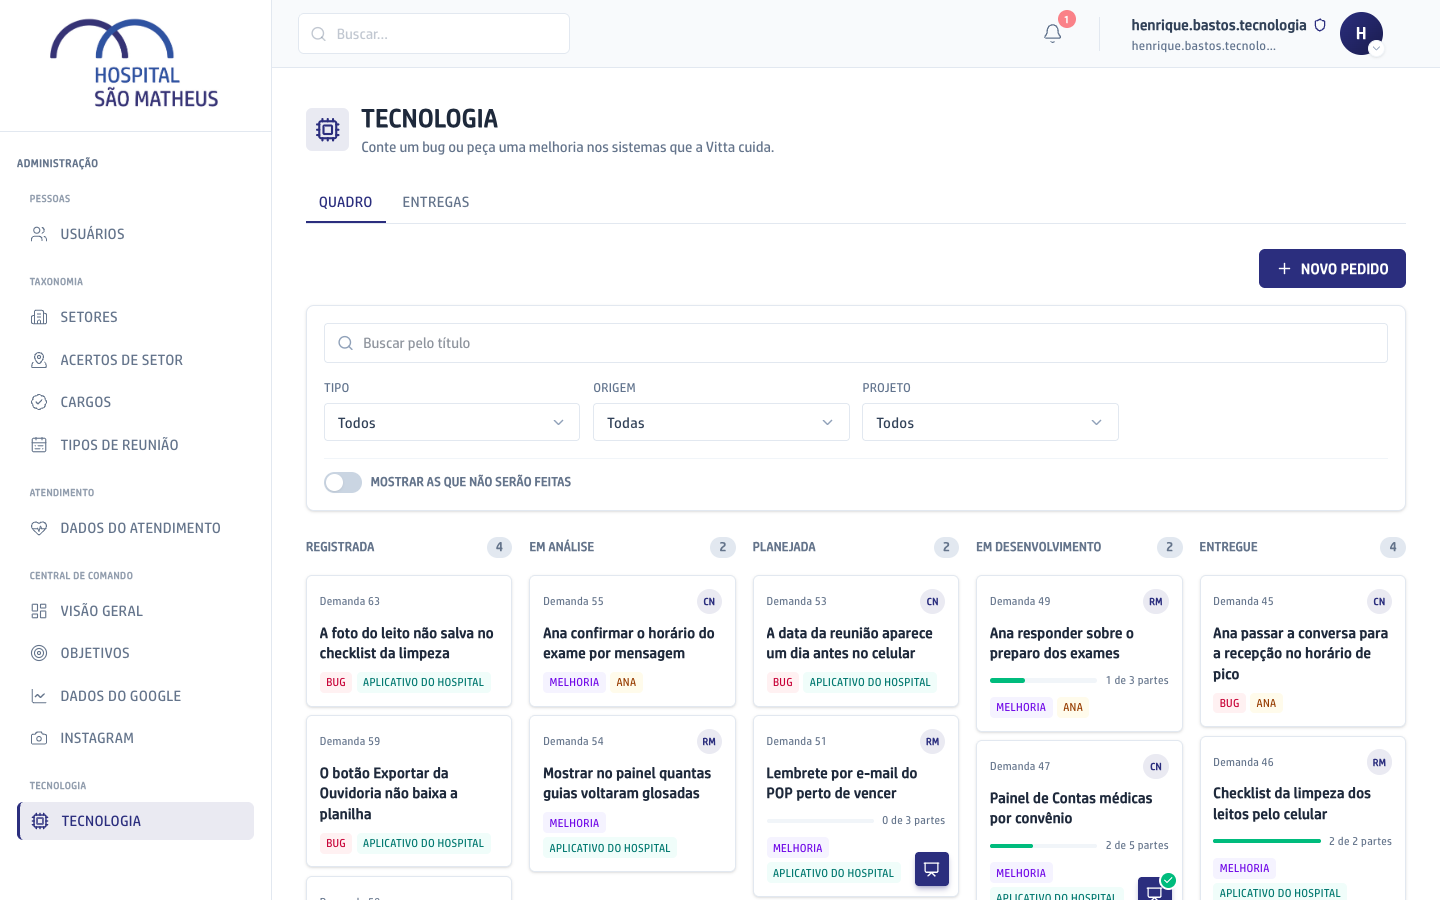 HOSPITAL
SÃO MATHEUS
ADMINISTRAÇÃO
PESSOAS
USUÁRIOS
TAXONOMIA
SETORES
ACERTOS DE SETOR
CARGOS
TIPOS DE REUNIÃO
ATENDIMENTO
DADOS DO ATENDIMENTO
CENTRAL DE COMANDO
VISÃO GERAL
OBJETIVOS
DADOS DO GOOGLE
INSTAGRAM
TECNOLOGIA
TECNOLOGIA
Buscar...
1
henrique.bastos.tecnologia
henrique.bastos.tecnolo...
H
TECNOLOGIA
Conte um bug ou peça uma melhoria nos sistemas que a Vitta cuida.
QUADRO
ENTREGAS
NOVO PEDIDO
Buscar pelo título
TIPO
Todos
ORIGEM
Todas
PROJETO
Todos
MOSTRAR AS QUE NÃO SERÃO FEITAS
REGISTRADA 4
Demanda 63
A foto do leito não salva no
checklist da limpeza
BUG APLICATIVO DO HOSPITAL
Demanda 59
O botão Exportar da
Ouvidoria não baixa a
planilha
BUG APLICATIVO DO HOSPITAL
EM ANÁLISE 2
Demanda 55 CN
Ana confirmar o horário do
exame por mensagem
MELHORIA ANA
Demanda 54 RM
Mostrar no painel quantas
guias voltaram glosadas
MELHORIA
APLICATIVO DO HOSPITAL
PLANEJADA 2
Demanda 53 CN
A data da reunião aparece
um dia antes no celular
BUG APLICATIVO DO HOSPITAL
Demanda 51 RM
Lembrete por e-mail do
POP perto de vencer
0 de 3 partes
MELHORIA
APLICATIVO DO HOSPITAL
EM DESENVOLVIMENTO 2
Demanda 49 RM
Ana responder sobre o
preparo dos exames
1 de 3 partes
MELHORIA ANA
Demanda 47 CN
Painel de Contas médicas
por convênio
2 de 5 partes
MELHORIA
APLICATIVO DO HOSPITAL
ENTREGUE 4
Demanda 45 CN
Ana passar a conversa para
a recepção no horário de
pico
BUG ANA
Demanda 46 RM
Checklist da limpeza dos
leitos pelo celular
2 de 2 partes
MELHORIA
APLICATIVO DO HOSPITAL